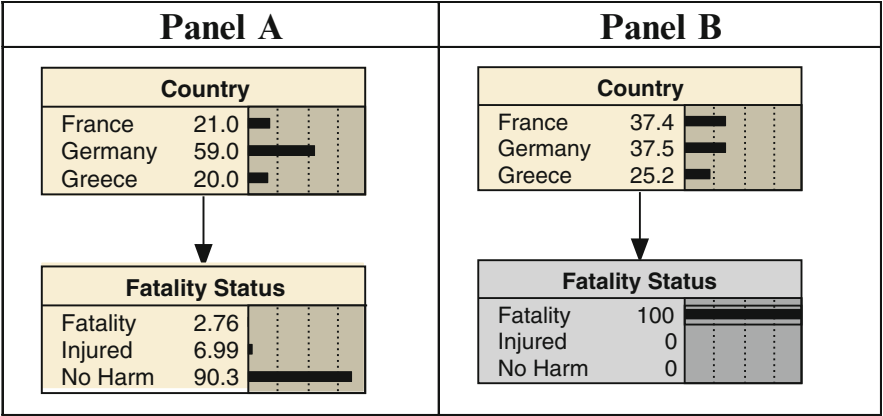 Panel A
Country
France 21.0
Germany 59.0
Greece 20.0
Fatality Status
Fatality 2.76
Injured 6.99
No Harm 90.3
Panel B
Country
France 37.4
Germany 37.5
Greece 25.2
Fatality Status
Fatality 100
Injured 0
No Harm 0